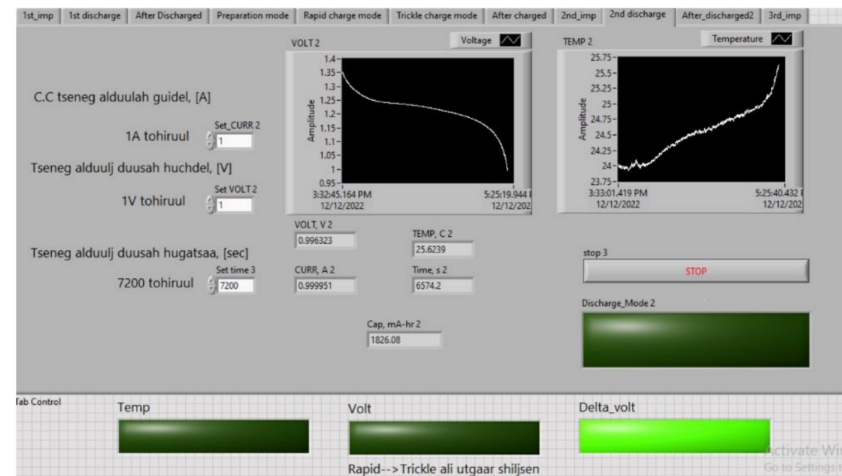 1st_imp 1st discharge After Discharged Preparation mode Rapid charge mode Trickle charge mode After charged 2nd_imp 2nd discharge After_discharged2 3rd_imp
VOLT 2 Voltage
TEMP 2 Temperature
1.4-
1.35-
1.3-
1.25-
1.2-
1.15-
1.1-
1.05-
1-
0.95-
Amplitude
3:32:45.164 PM
12/12/2022
5:25:19.944
12/12/202
25.75-
25.5-
25.25-
25-
24.75-
24.5-
24.25-
24-
23.75-
Amplitude
3:33:01.419 PM
12/12/2022
5:25:40.432
12/12/202
C.C tseneg alduulah guidel, [A]
Set_CURR 2
1A tohiruul 1
Tseneg alduulj duusah huchdel, [V]
Set VOLT 2
1V tohiruul 1
Tseneg alduulj duusah hugatsaa, [sec]
Set time 3
7200 tohiruul 7200
VOLT, V 2
0.996323
TEMP, C 2
25.6239
CURR, A 2
0.999951
Time, s 2
6574.2
Cap, mA-hr 2
1826.08
stop 3
STOP
Discharge_Mode 2
Tab Control
Temp
Volt
Delta_volt
Rapid-->Trickle ali utgaar shiljsen
Activate Win
Go to Settings t